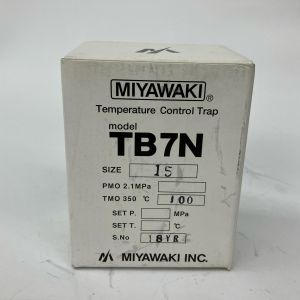 MIYAWAKI®
Temperature Control Trap
model
TB7N
SIZE 15
PMO 2.1MPa
TMO 350 °C 100
SET P. MPa
SET T. °C
S.No 18YR
MIYAWAKI INC.